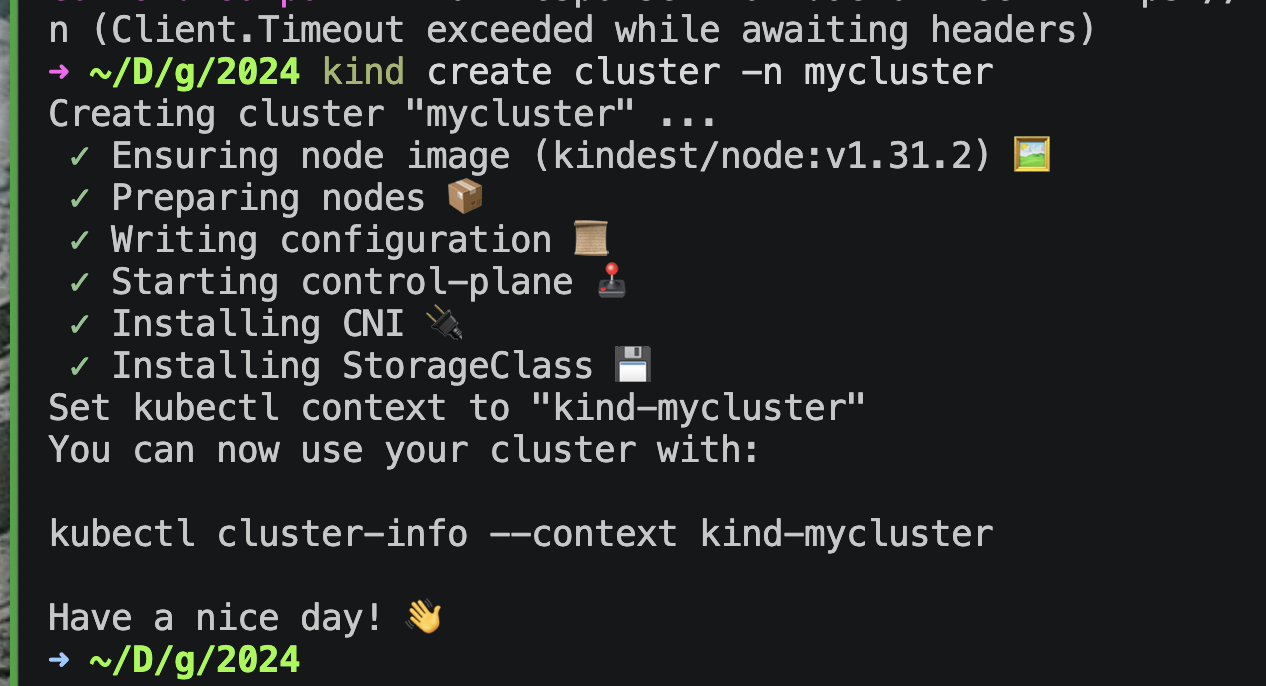 n (Client.Timeout exceeded while awaiting headers)
➜ ~/D/g/2024 kind create cluster -n mycluster
Creating cluster "mycluster" ...
✓ Ensuring node image (kindest/node:v1.31.2) 🖼
✓ Preparing nodes 📦
✓ Writing configuration 📜
✓ Starting control-plane 🕹️
✓ Installing CNI 🔌
✓ Installing StorageClass 💾
Set kubectl context to "kind-mycluster"
You can now use your cluster with:

kubectl cluster-info --context kind-mycluster

Have a nice day! 👋
➜ ~/D/g/2024